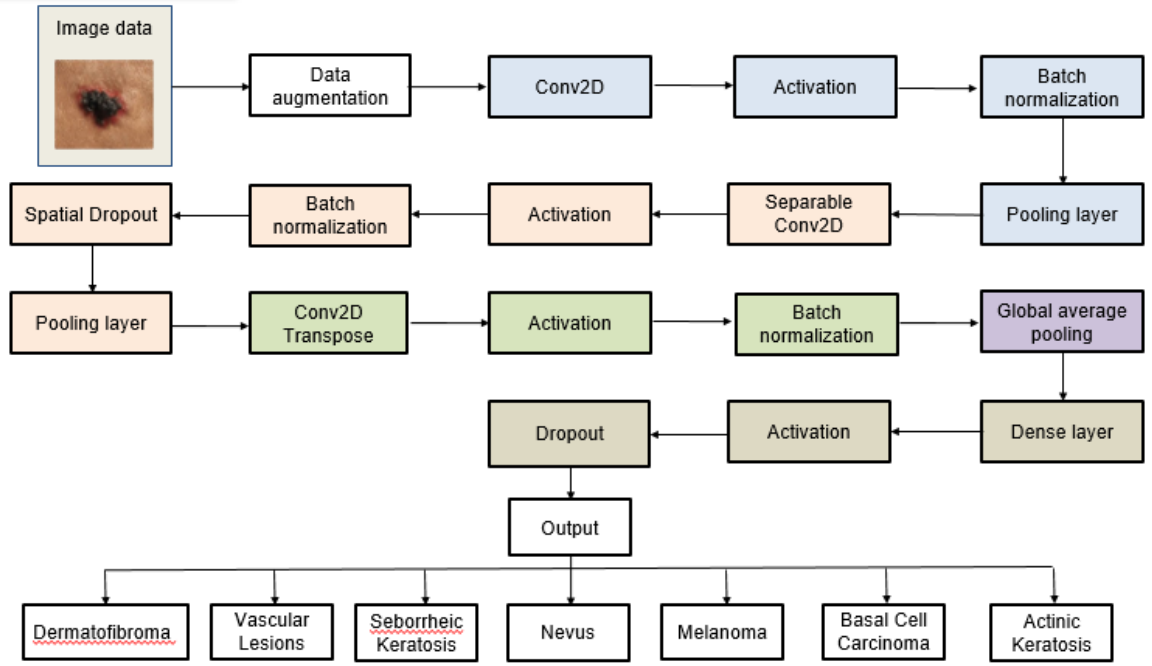 Image data
Data
augmentation
Conv2D
Activation
Batch
normalization
Spatial Dropout
Batch
normalization
Activation
Separable
Conv2D
Pooling layer
Pooling layer
Conv2D
Transpose
Activation
Batch
normalization
Global average
pooling
Dropout
Activation
Dense layer
Output
Dermatofibroma
Vascular
Lesions
Seborrheic
Keratosis
Nevus
Melanoma
Basal Cell
Carcinoma
Actinic
Keratosis